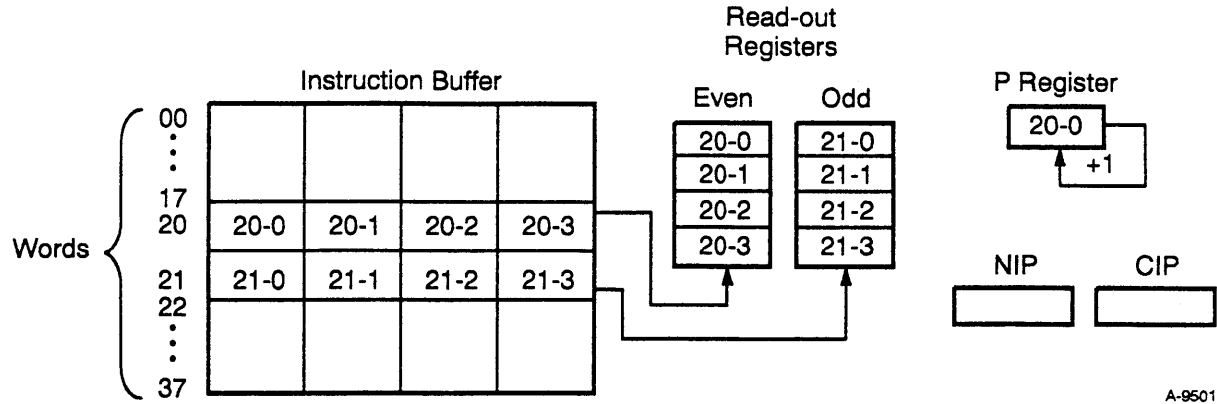 Read-out
Registers
Instruction Buffer
Even Odd
P Register
00
17
20
21
22
37
Words
20-0 20-1 20-2 20-3
21-0 21-1 21-2 21-3
20-0
20-1
20-2
20-3
21-0
21-1
21-2
21-3
20-0
+1
NIP CIP
A-9501